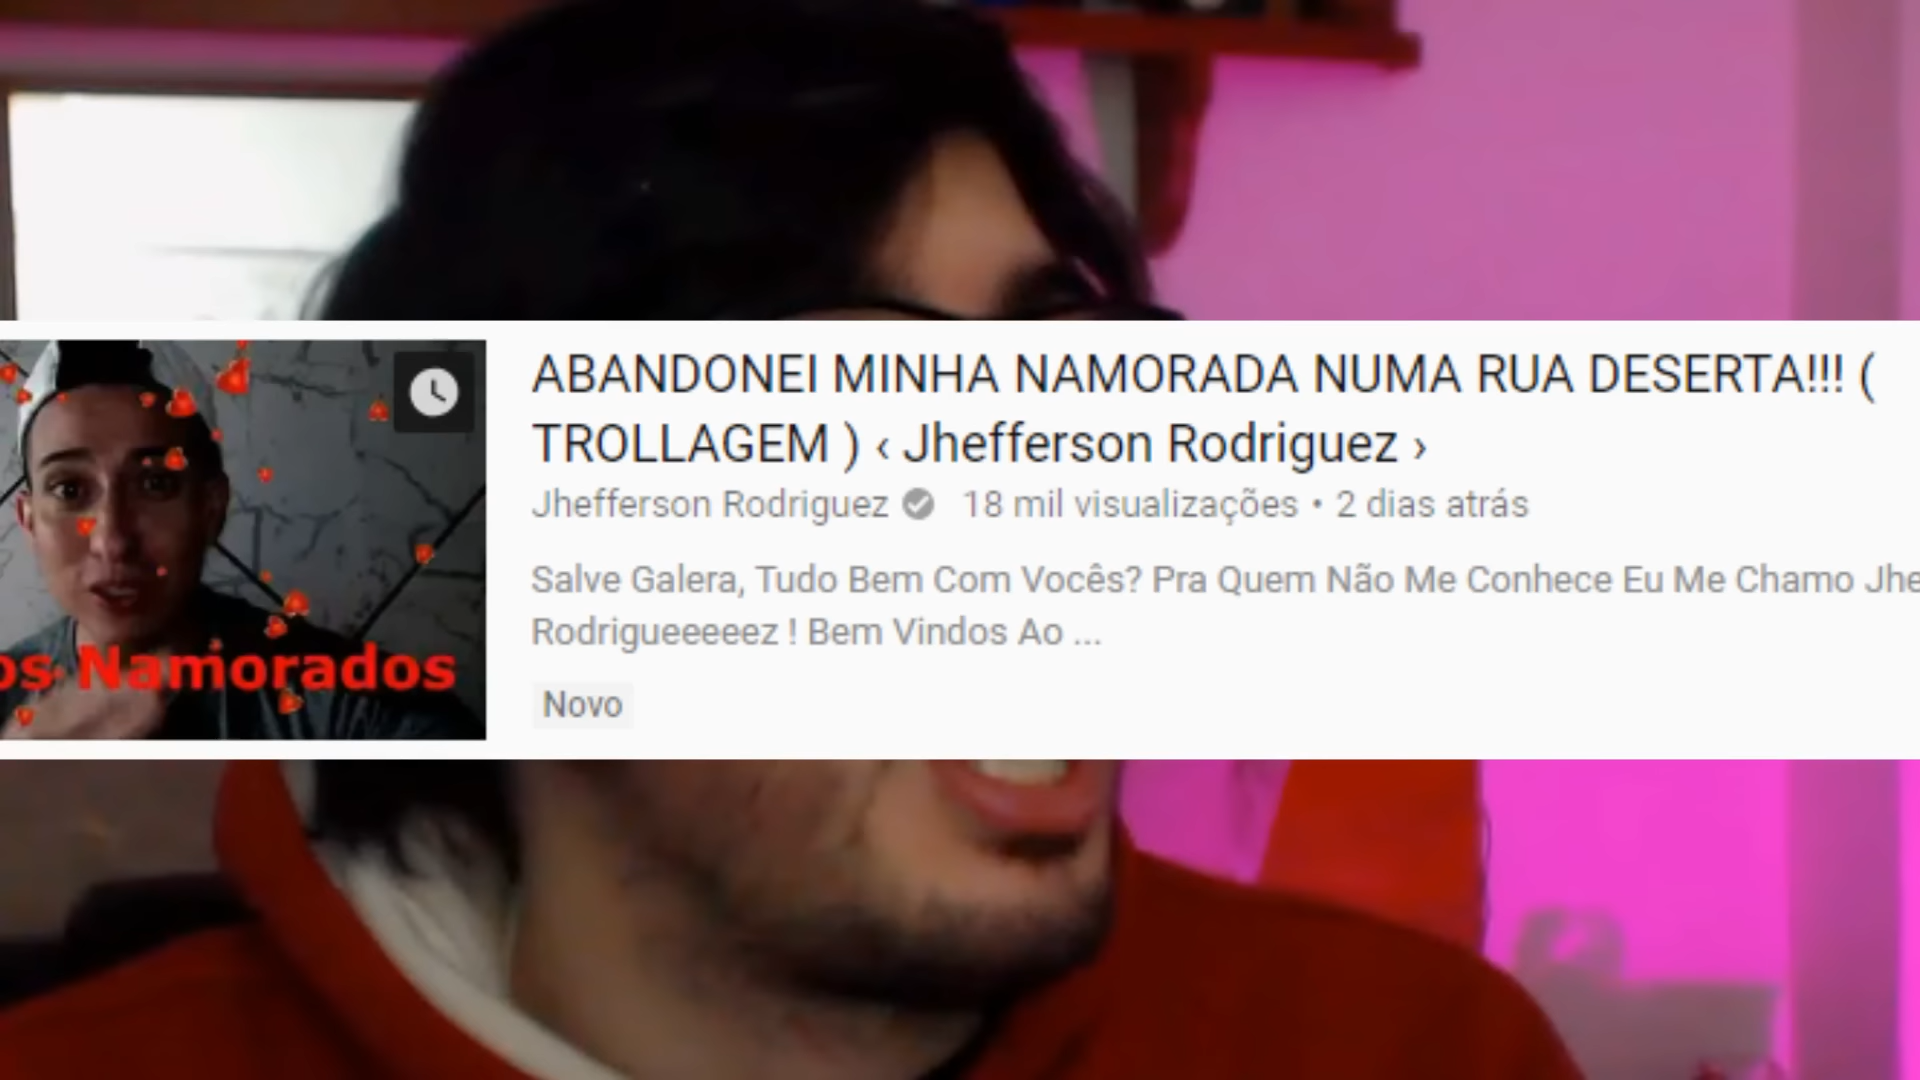 ABANDONEI MINHA NAMORADA NUMA RUA DESERTA!!! (
TROLLAGEM ) ‹ Jhefferson Rodriguez ›
Jhefferson Rodriguez 18 mil visualizações • 2 dias atrás
Salve Galera, Tudo Bem Com Vocês? Pra Quem Não Me Conhece Eu Me Chamo Jhe
Rodrigueeeeez ! Bem Vindos Ao ...
Novo
os Namorados